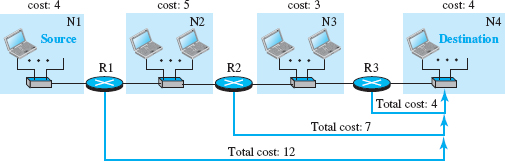 cost: 4
cost: 5
cost: 3
cost: 4
N1
N2
N3
N4
Source
Destination
R1
R2
R3
Total cost: 4
Total cost: 7
Total cost: 12